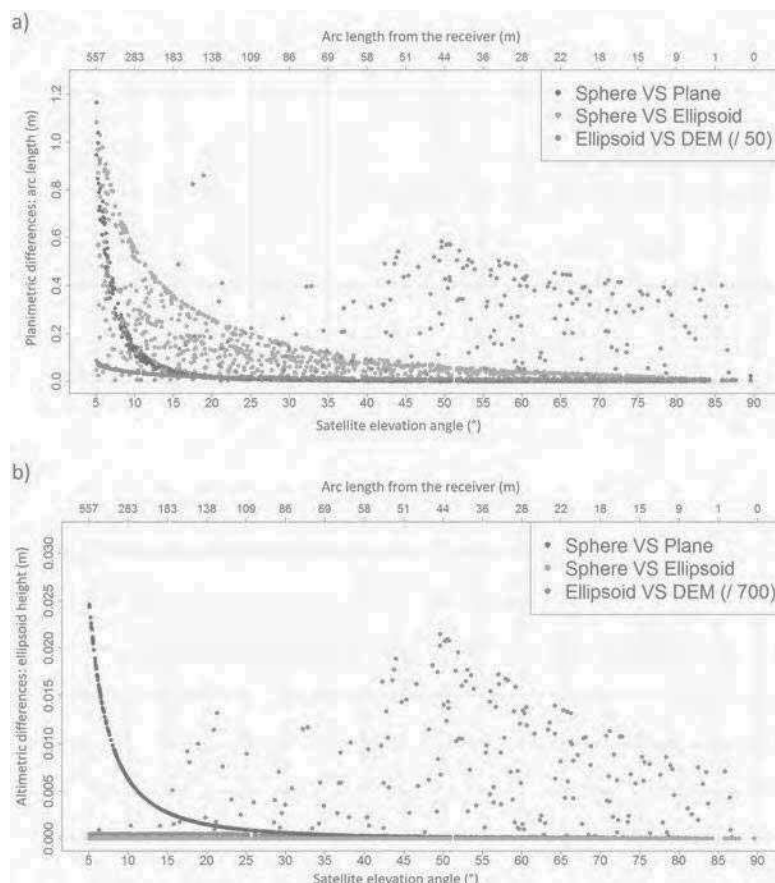 a)
Arc length from the receiver (m)
557 283 183 138 109 86 69 58 51 44 36 28 22 18 15 9 1 0
Planimetric differences: arc length (m)
1.2
1.0
0.8
0.6
0.4
0.2
0.0
Sphere VS Plane
Sphere VS Ellipsoid
Ellipsoid VS DEM (/ 50)
5 10 15 20 25 30 35 40 45 50 55 60 65 70 75 80 85 90
Satellite elevation angle (°)
b)
Arc length from the receiver (m)
557 283 183 138 109 86 69 58 51 44 36 28 22 18 15 9 1 0
Altimetric differences: ellipsoid height (m)
0.030
0.025
0.020
0.015
0.010
0.005
0.000
Sphere VS Plane
Sphere VS Ellipsoid
Ellipsoid VS DEM (/ 700)
5 10 15 20 25 30 35 40 45 50 55 60 65 70 75 80 85 90
Satellite elevation angle (°)